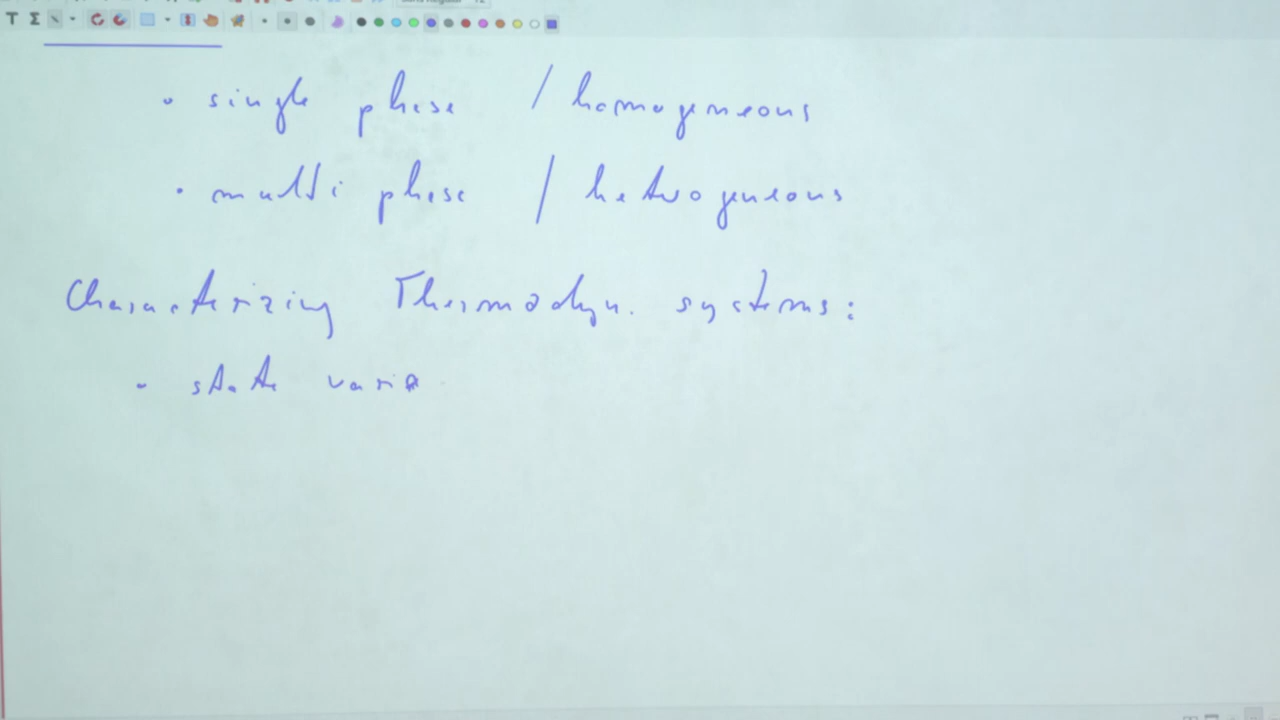 • single phase / homogeneous
• multi phase / heterogeneous
Characterizing Thermodyn. systems:
• state varia